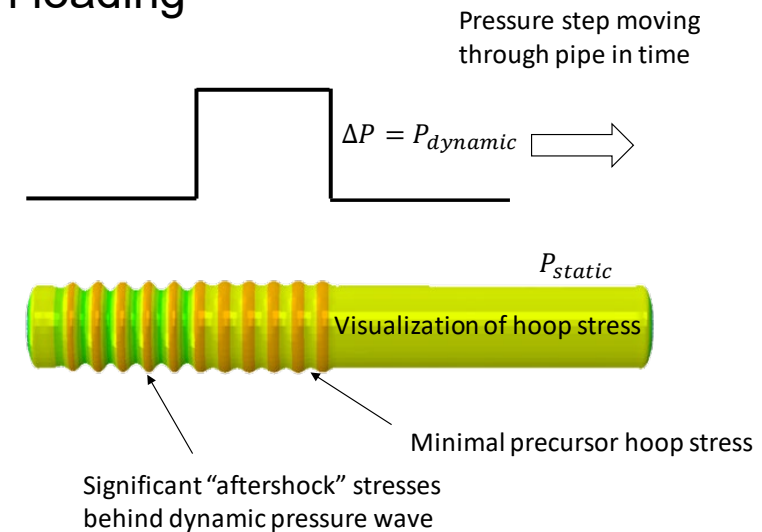 loading
Pressure step moving
through pipe in time
ΔP = P_dynamic
P_static
Visualization of hoop stress
Minimal precursor hoop stress
Significant “aftershock” stresses
behind dynamic pressure wave